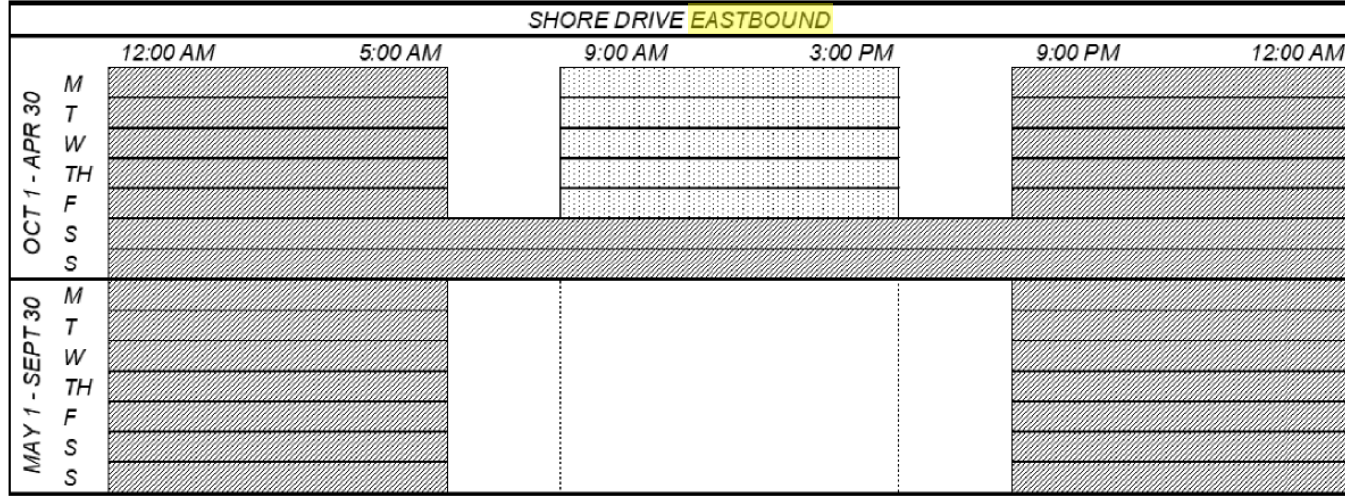 SHORE DRIVE EASTBOUND
12:00 AM 5:00 AM 9:00 AM 3:00 PM 9:00 PM 12:00 AM
OCT 1 - APR 30
M
T
W
TH
F
S
S
MAY 1 - SEPT 30
M
T
W
TH
F
S
S